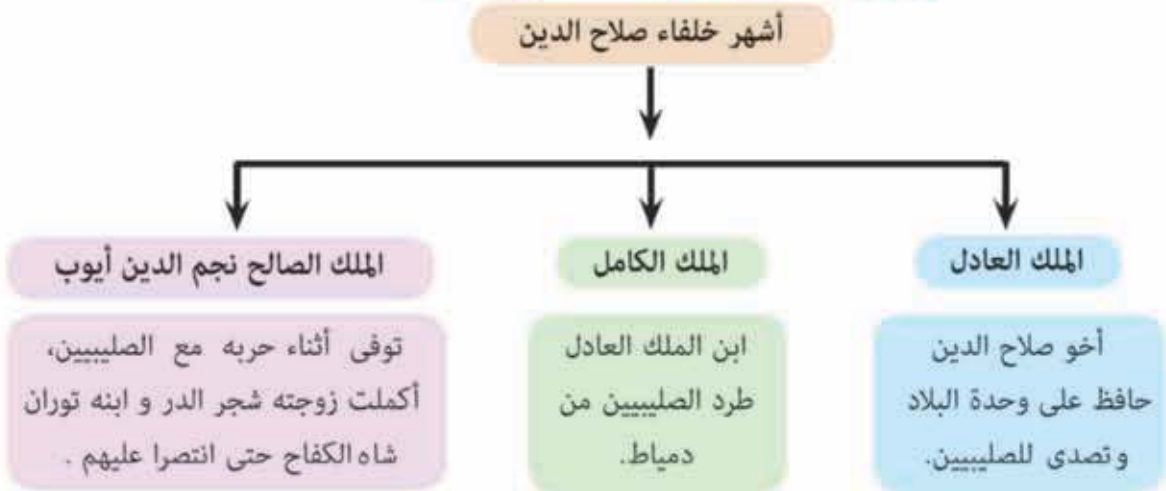 أشهر خلفاء صلاح الدين
الملك العادل
أخو صلاح الدين
حافظ على وحدة البلاد
وتصدى للصليبيين.
الملك الكامل
ابن الملك العادل
طرد الصليبيين من
دمياط.
الملك الصالح نجم الدين أيوب
توفى أثناء حربه مع الصليبيين،
أكملت زوجته شجر الدر و ابنه توران
شاه الكفاح حتى انتصرا عليهم .